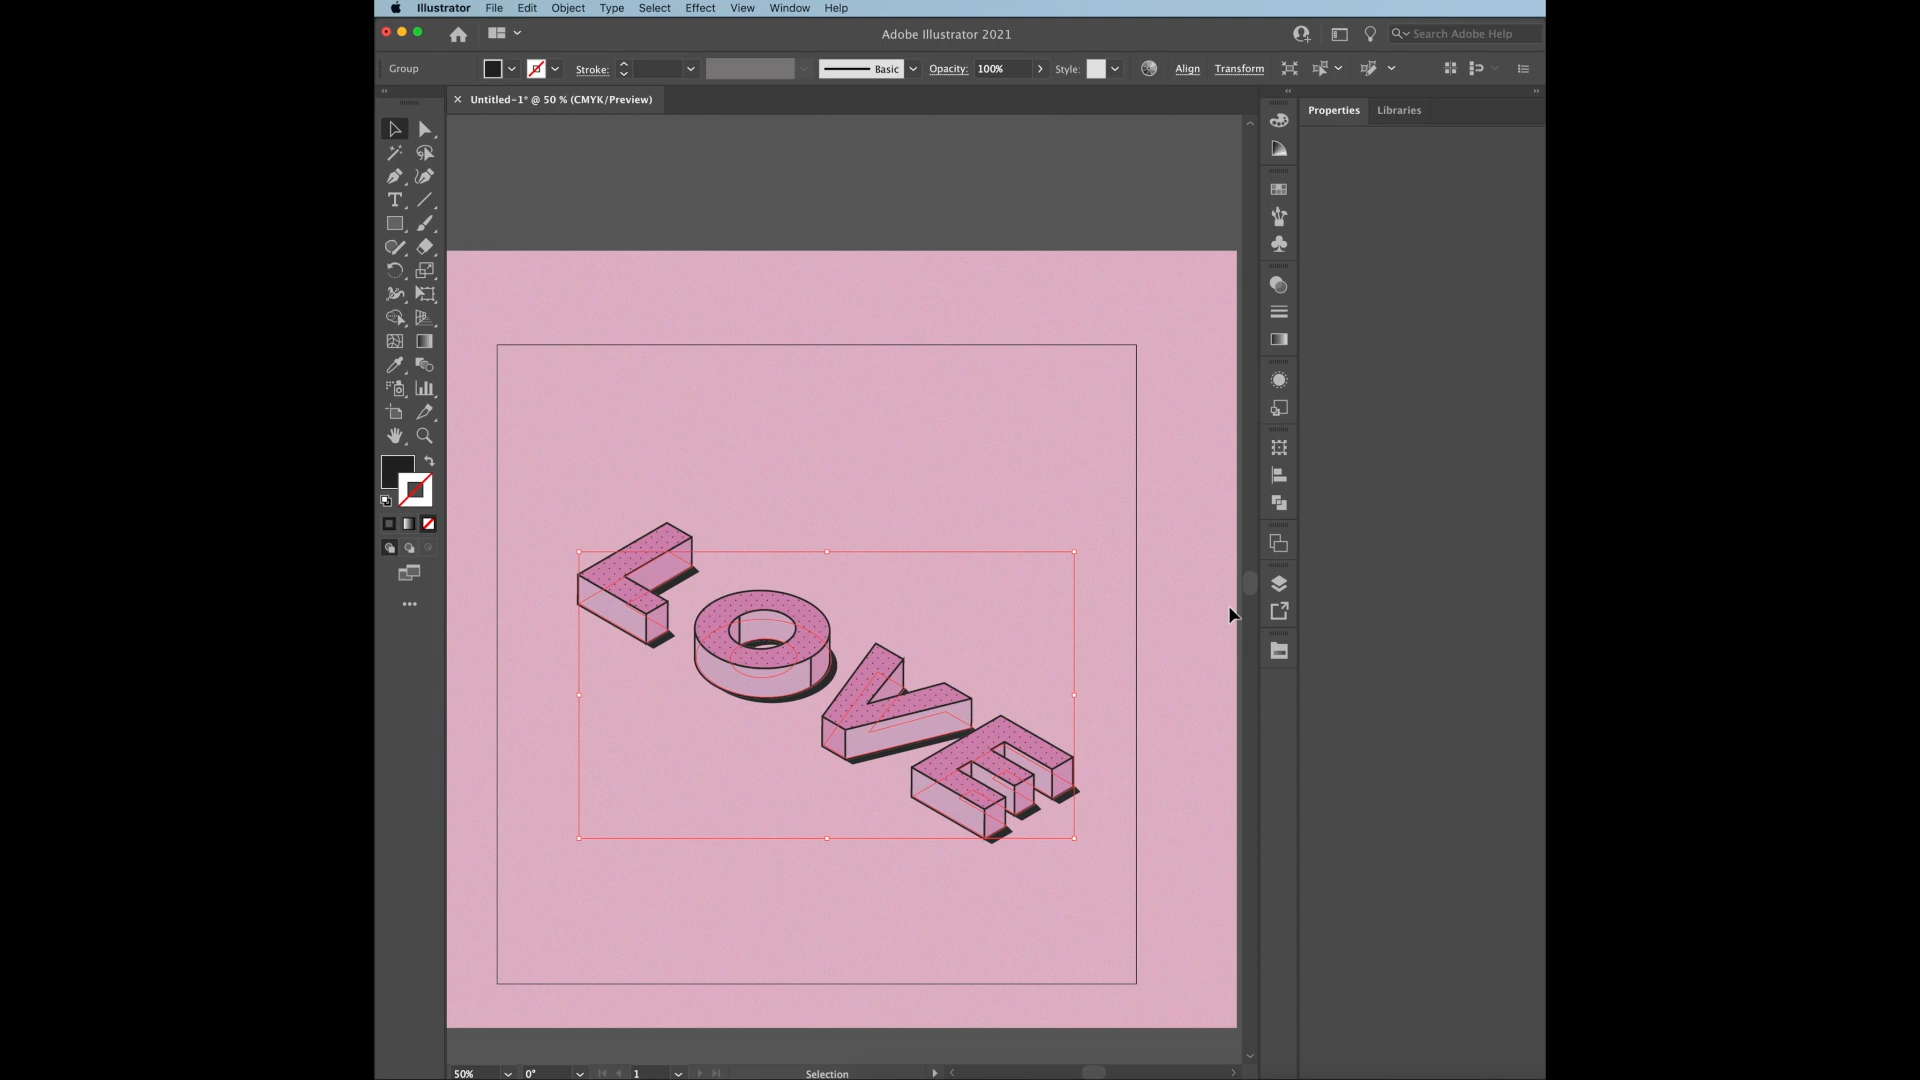 Illustrator File Edit Object Type Select Effect View Window Help
Adobe Illustrator 2021
Search Adobe Help
Group Stroke: Basic Opacity: 100% Style: Align Transform
Untitled-1* @ 50 % (CMYK/Preview)
Properties Libraries
LOVE
50% 0° 1 Selection